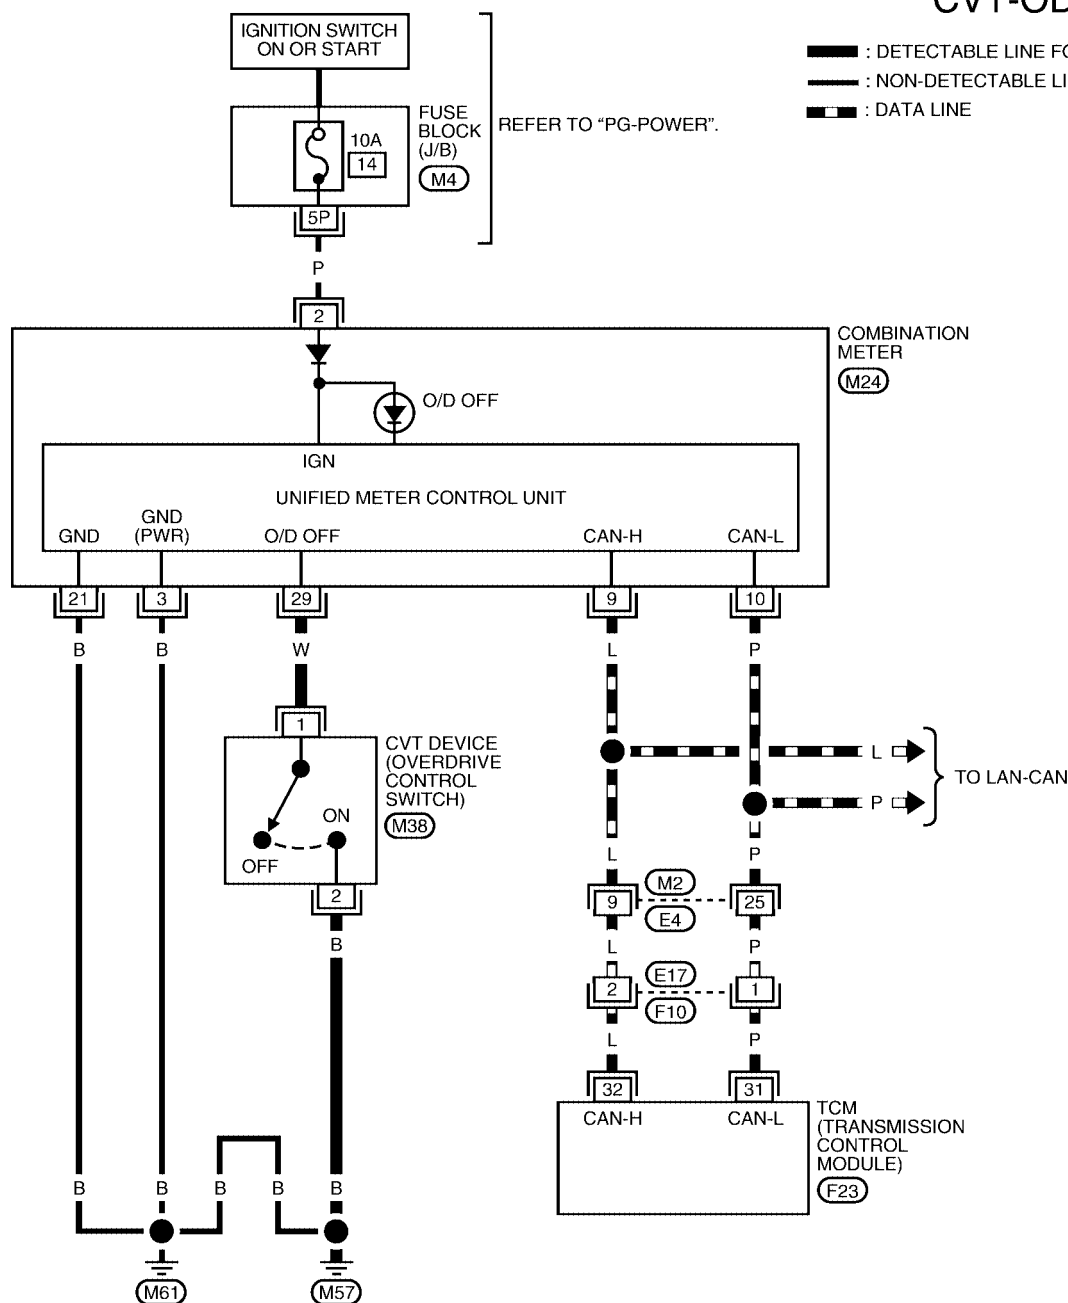 CVT-OD
IGNITION SWITCH
ON OR START
: DETECTABLE LINE FO
: NON-DETECTABLE LI
: DATA LINE
FUSE
BLOCK
(J/B)
M4
10A
14
REFER TO “PG-POWER”.
5P
P
2
COMBINATION
METER
M24
O/D OFF
IGN
UNIFIED METER CONTROL UNIT
GND
GND
(PWR)
O/D OFF
CAN-H
CAN-L
21
3
29
9
10
B
B
W
L
P
1
CVT DEVICE
(OVERDRIVE
CONTROL
SWITCH)
M38
ON
OFF
2
B
L
P
TO LAN-CAN
L
P
9
M2
E4
25
L
P
2
E17
F10
1
L
P
32
31
CAN-H
CAN-L
TCM
(TRANSMISSION
CONTROL
MODULE)
F23
B
B
B
B
B
M61
M57